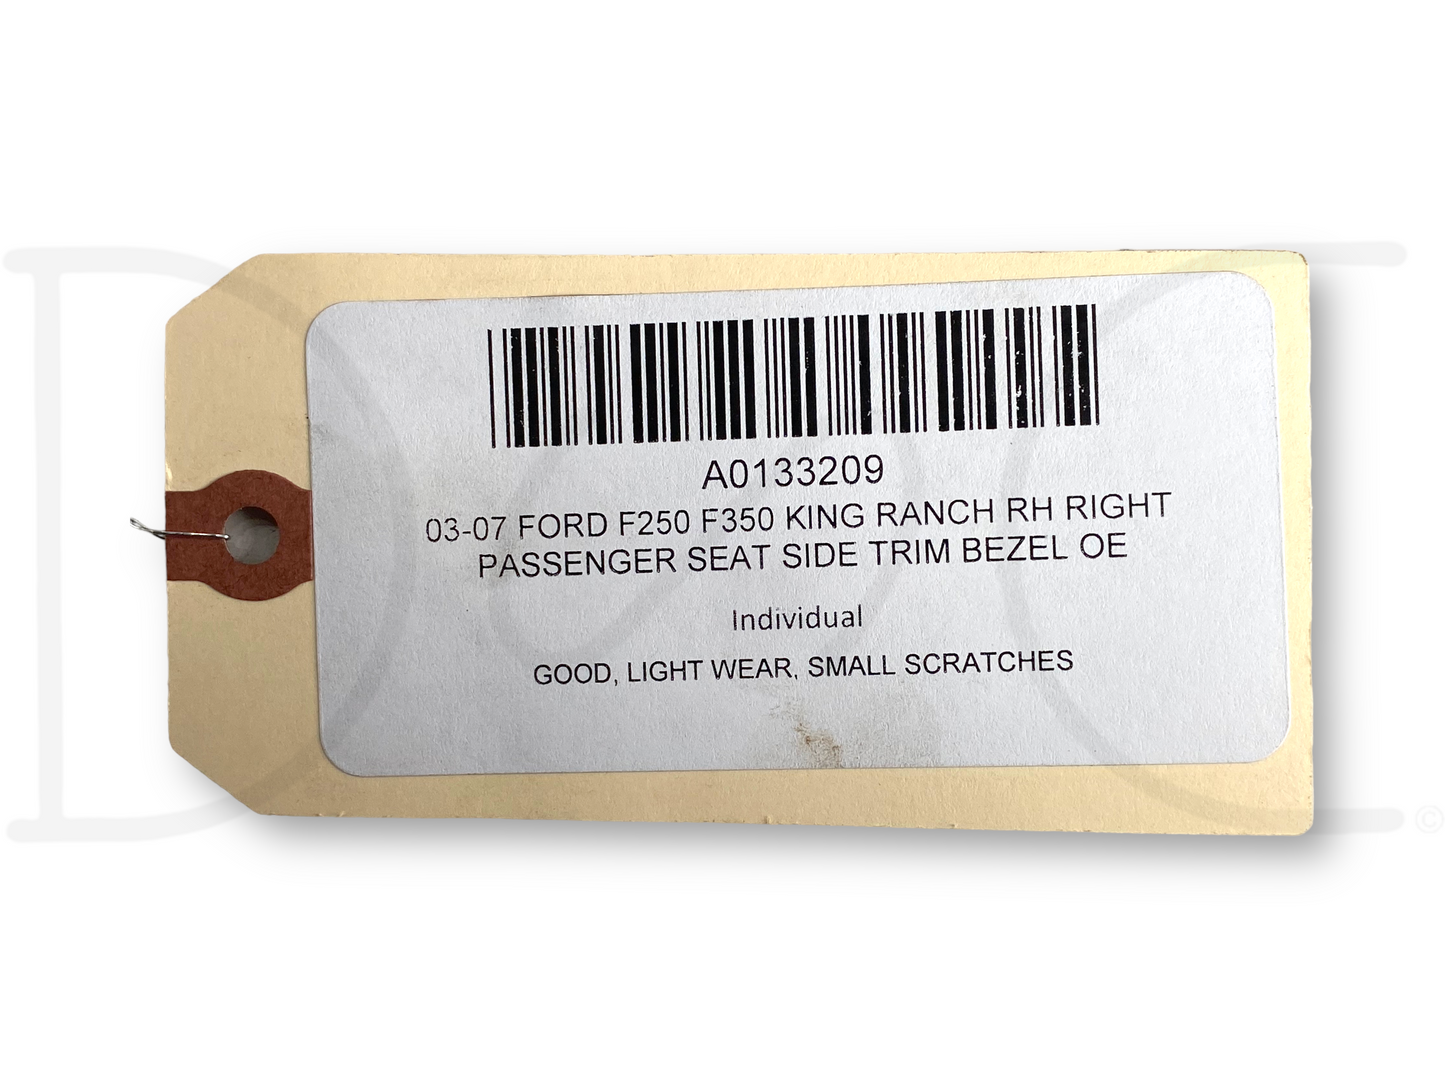 A0133209
03-07 FORD F250 F350 KING RANCH RH RIGHT
PASSENGER SEAT SIDE TRIM BEZEL OE
Individual
GOOD, LIGHT WEAR, SMALL SCRATCHES
©